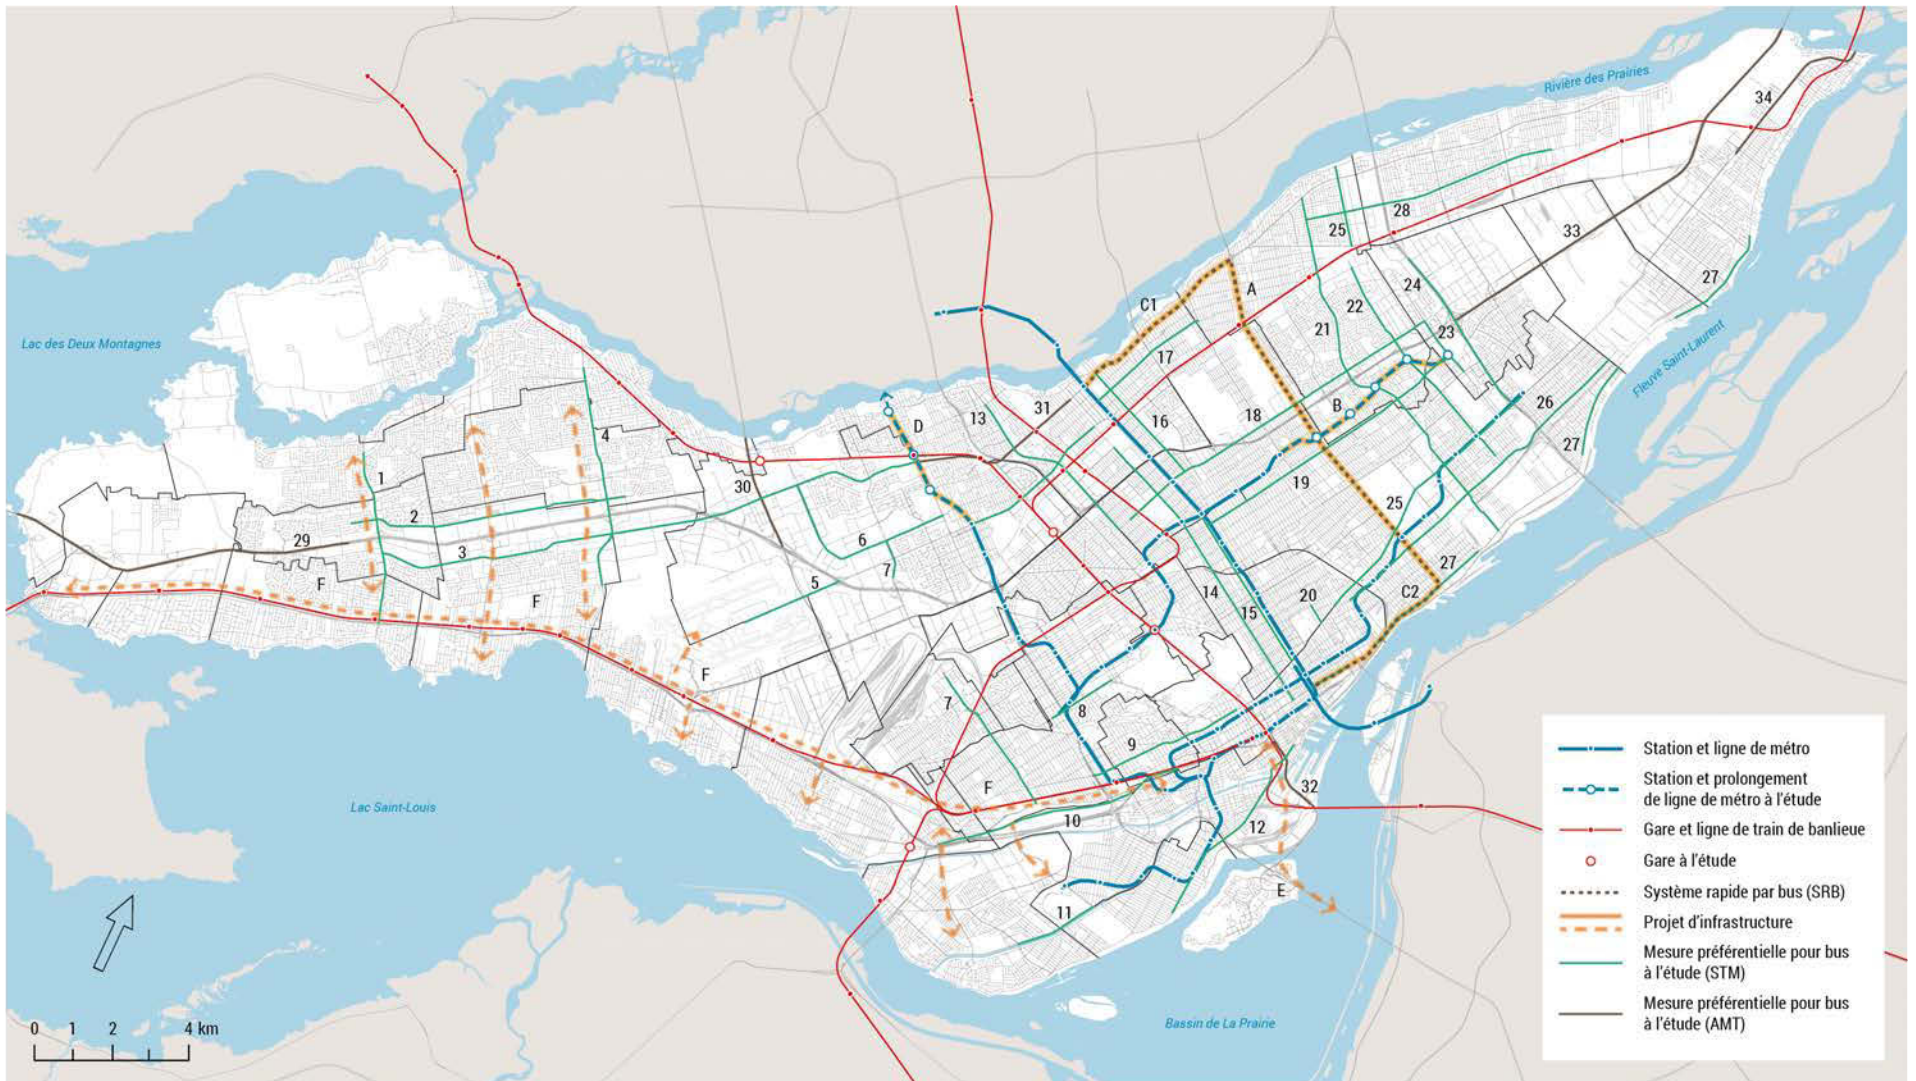 Rivière des Prairies
34
33
28
25
27
24
A
C1
22
23
21
Lac des Deux Montagnes
Fleuve Saint-Laurent
17
31
13
B
26
D
16
18
4
27
1
30
19
25
2
29
3
6
27
7
5
F
F
14
15
20
C2
F
7
8
9
F
32
10
12
Lac Saint-Louis
E
11
Bassin de La Prairie
0 1 2 4 km
Station et ligne de métro
Station et prolongement
de ligne de métro à l'étude
Gare et ligne de train de banlieue
Gare à l'étude
Système rapide par bus (SRB)
Projet d'infrastructure
Mesure préférentielle pour bus
à l'étude (STM)
Mesure préférentielle pour bus
à l'étude (AMT)